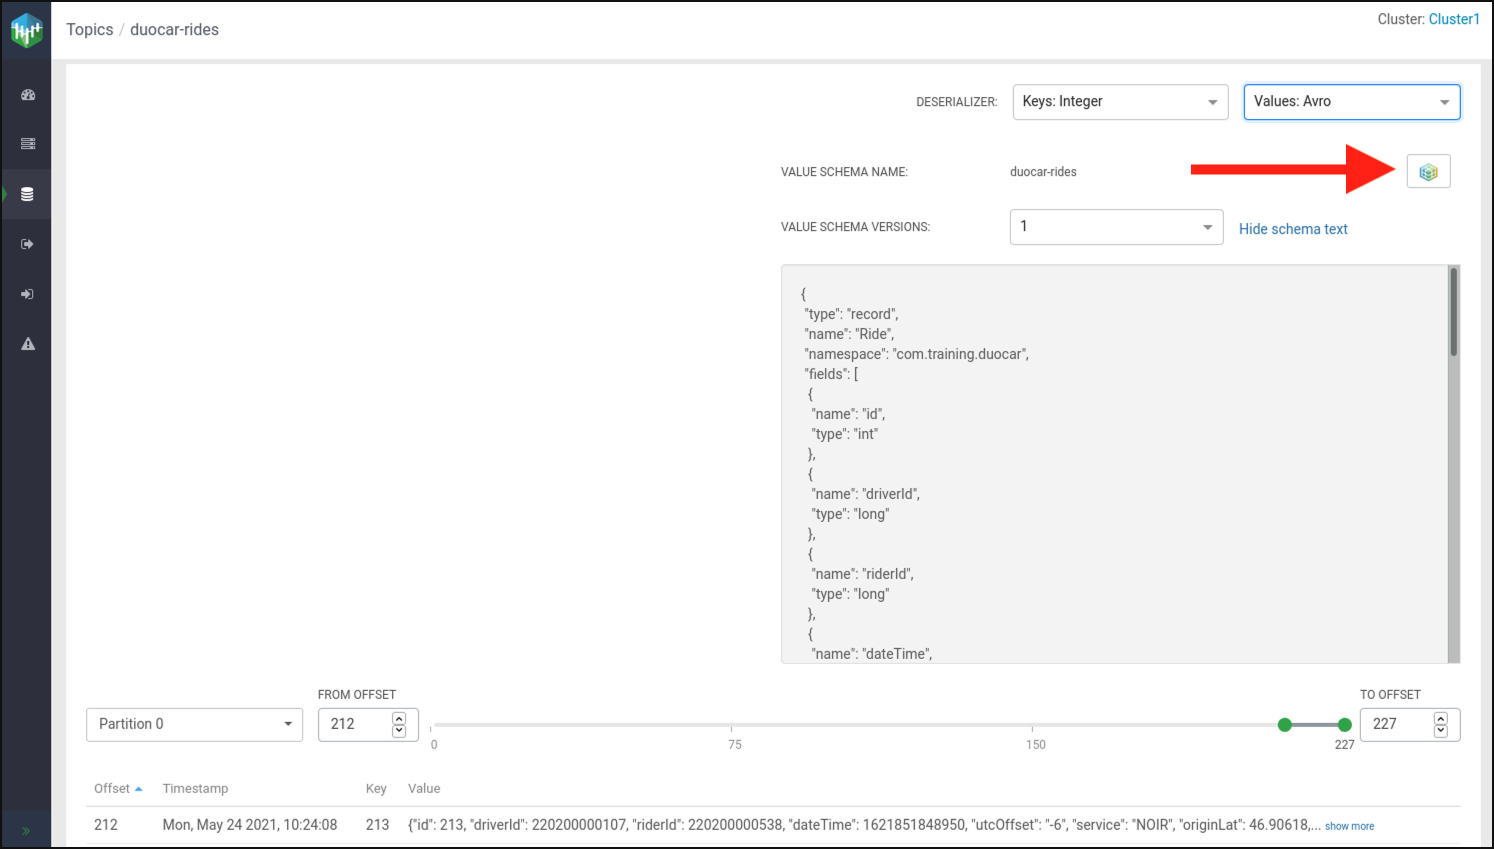 Topics / duocar-rides
Cluster: Cluster1
DESERIALIZER: Keys: Integer Values: Avro
VALUE SCHEMA NAME: duocar-rides
VALUE SCHEMA VERSIONS: 1 Hide schema text
{
"type": "record",
"name": "Ride",
"namespace": "com.training.duocar",
"fields": [
{
"name": "id",
"type": "int"
},
{
"name": "driverId",
"type": "long"
},
{
"name": "riderId",
"type": "long"
},
{
"name": "dateTime",
FROM OFFSET TO OFFSET
Partition 0 212 227
0 75 150 227
Offset Timestamp Key Value
212 Mon, May 24 2021, 10:24:08 213 {"id": 213, "driverId": 220200000107, "riderId": 220200000538, "dateTime": 1621851848950, "utcOffset": "-6", "service": "NOIR", "originLat": 46.90618,... show more